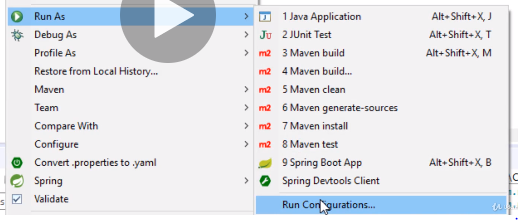 Run As
Debug As
Profile As
Restore from Local History...
Maven
Team
Compare With
Configure
Convert .properties to .yaml
Spring
Validate
1 Java Application Alt+Shift+X, J
2 JUnit Test Alt+Shift+X, T
3 Maven build Alt+Shift+X, M
4 Maven build...
5 Maven clean
6 Maven generate-sources
7 Maven install
8 Maven test
9 Spring Boot App Alt+Shift+X, B
Spring Devtools Client
Run Configurations...